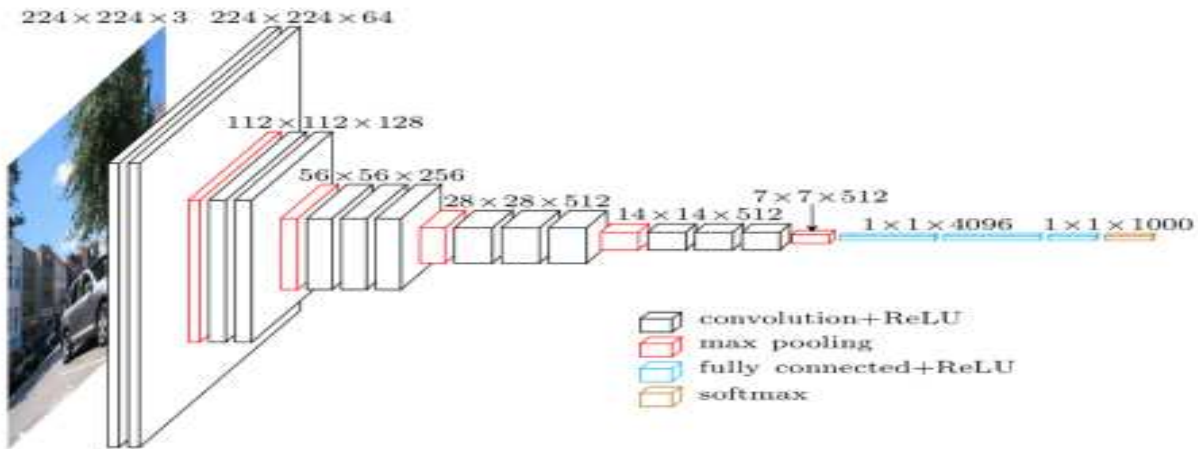 224 × 224 × 3
224 × 224 × 64
112 × 112 × 128
56 × 56 × 256
28 × 28 × 512
14 × 14 × 512
7 × 7 × 512
1 × 1 × 4096
1 × 1 × 1000
convolution+ReLU
max pooling
fully connected+ReLU
softmax